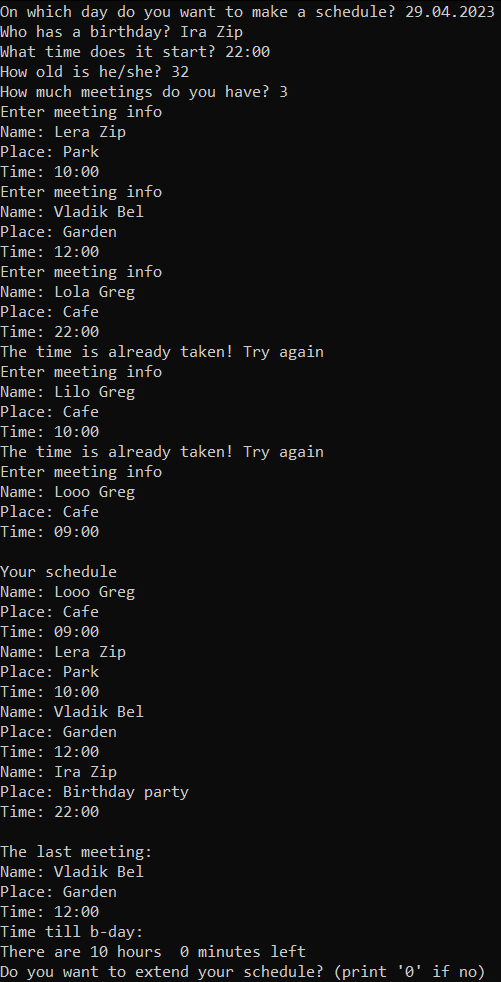 On which day do you want to make a schedule? 29.04.2023
Who has a birthday? Ira Zip
What time does it start? 22:00
How old is he/she? 32
How much meetings do you have? 3
Enter meeting info
Name: Lera Zip
Place: Park
Time: 10:00
Enter meeting info
Name: Vladik Bel
Place: Garden
Time: 12:00
Enter meeting info
Name: Lola Greg
Place: Cafe
Time: 22:00
The time is already taken! Try again
Enter meeting info
Name: Lilo Greg
Place: Cafe
Time: 10:00
The time is already taken! Try again
Enter meeting info
Name: Looo Greg
Place: Cafe
Time: 09:00

Your schedule
Name: Looo Greg
Place: Cafe
Time: 09:00
Name: Lera Zip
Place: Park
Time: 10:00
Name: Vladik Bel
Place: Garden
Time: 12:00
Name: Ira Zip
Place: Birthday party
Time: 22:00

The last meeting:
Name: Vladik Bel
Place: Garden
Time: 12:00
Time till b-day:
There are 10 hours  0 minutes left
Do you want to extend your schedule? (print '0' if no)